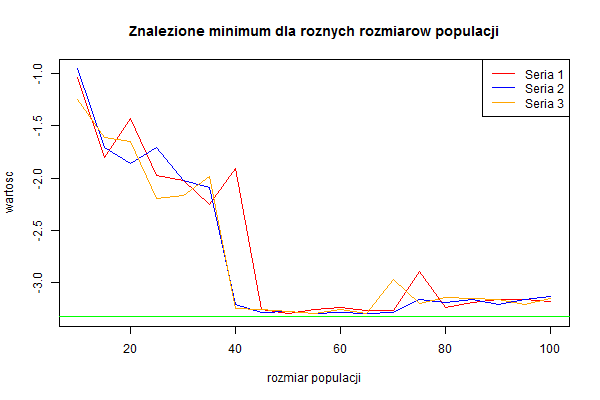 Znalezione minimum dla roznych rozmiarow populacji
Seria 1
Seria 2
Seria 3
wartosc
-1.0
-1.5
-2.0
-2.5
-3.0
20 40 60 80 100
rozmiar populacji